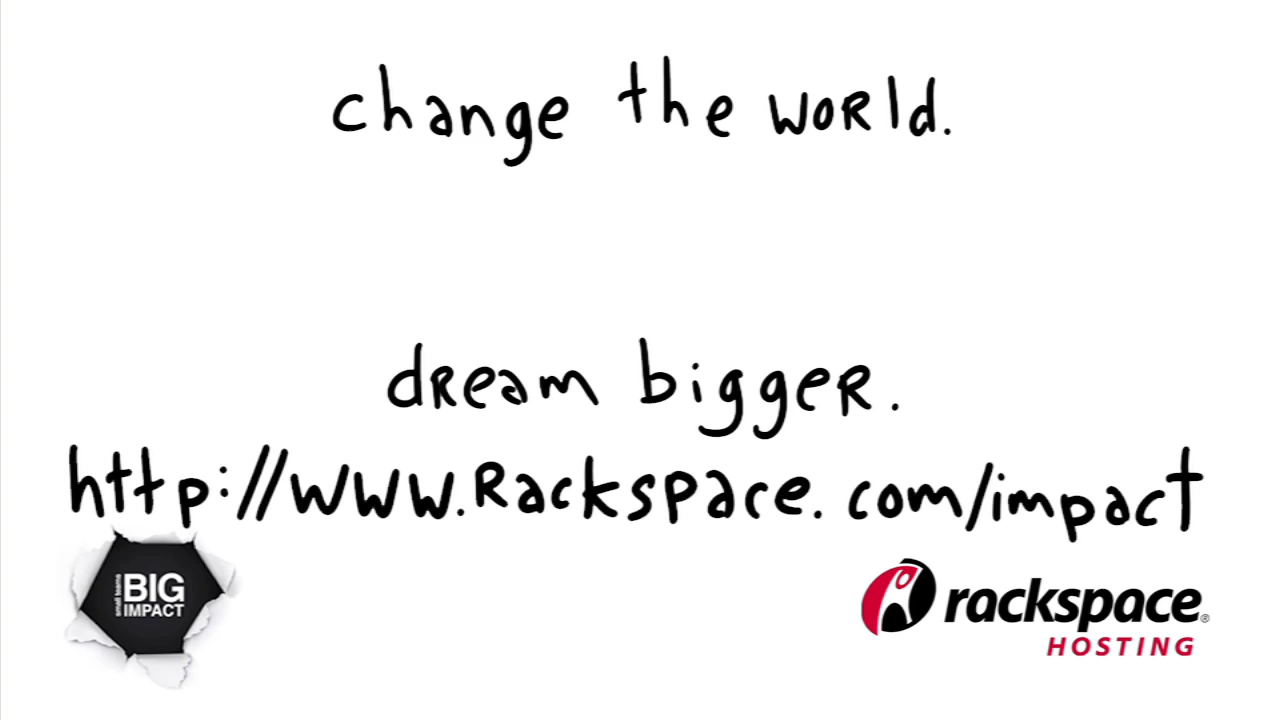 change the world.
dream bigger.
http://www.Rackspace.com/impact
small teams
BIG
IMPACT
rackspace®
HOSTING